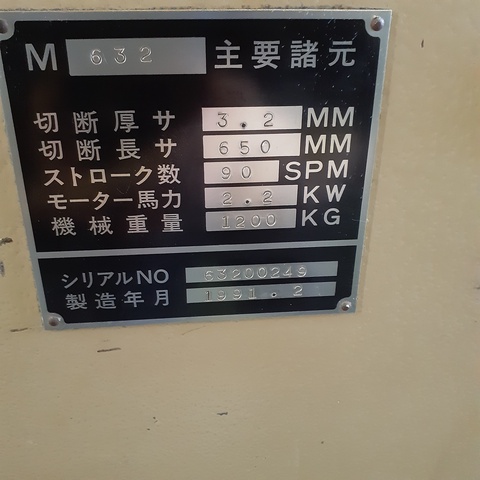 M 632 主要諸元
切断厚サ 3.2 MM
切断長サ 650 MM
ストローク数 90 SPM
モーター馬力 2.2 KW
機械重量 1200 KG
シリアルNO 63200249
製造年月 1991.2